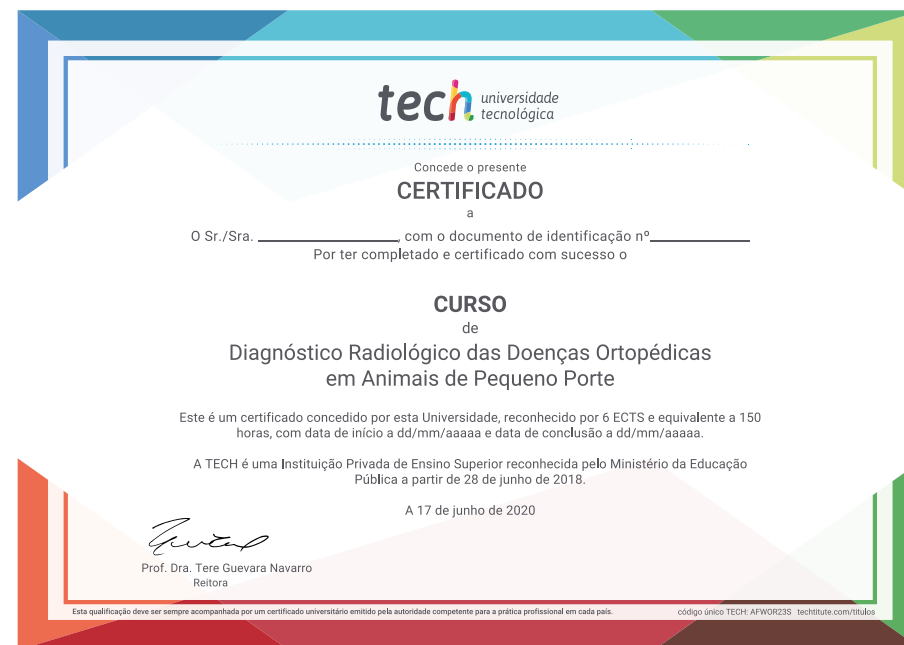 tech universidade
tecnológica
Concede o presente
CERTIFICADO
a
O Sr./Sra. ____________, com o documento de identificação nº_________
Por ter completado e certificado com sucesso o
CURSO
de
Diagnóstico Radiológico das Doenças Ortopédicas
em Animais de Pequeno Porte
Este é um certificado concedido por esta Universidade, reconhecido por 6 ECTS e equivalente a 150
horas, com data de início a dd/mm/aaaaa e data de conclusão a dd/mm/aaaaa.
A TECH é uma Instituição Privada de Ensino Superior reconhecida pelo Ministério da Educação
Pública a partir de 28 de junho de 2018.
A 17 de junho de 2020
Prof. Dra. Tere Guevara Navarro
Reitora
Esta qualificação deve ser sempre acompanhada por um certificado universitário emitido pela autoridade competente para a prática profissional em cada país. código único TECH: AFWOR23S techtitute.com/titulos